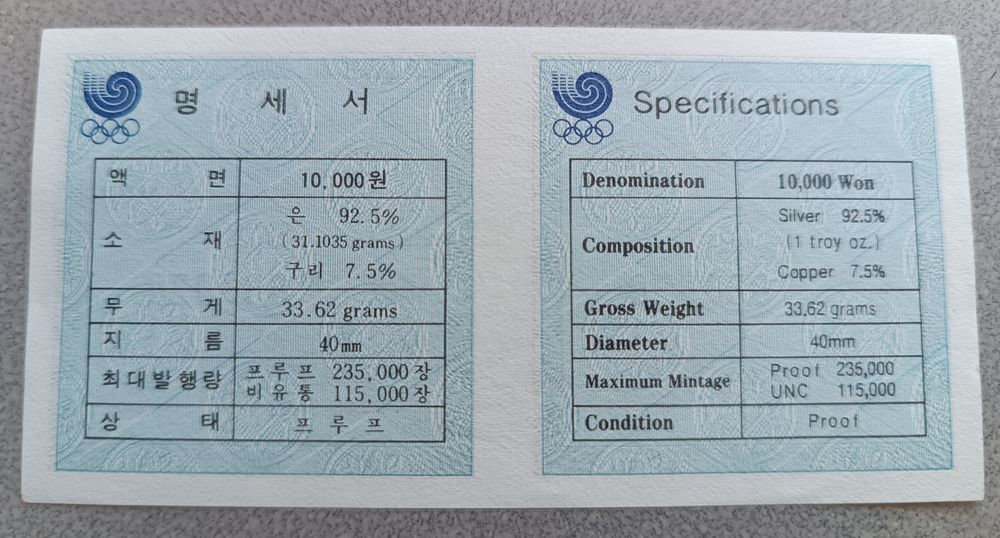 명 세 서
액 면 10,000원
소 재 은 92.5%
(31.1035 grams)
구리 7.5%
무 게 33.62 grams
지 름 40mm
최대발행량 프루프 235,000장
비유통 115,000장
상 태 프 루 프
Specifications
Denomination 10,000 Won
Composition Silver 92.5%
(1 troy oz.)
Copper 7.5%
Gross Weight 33.62 grams
Diameter 40mm
Maximum Mintage Proof 235,000
UNC 115,000
Condition Proof